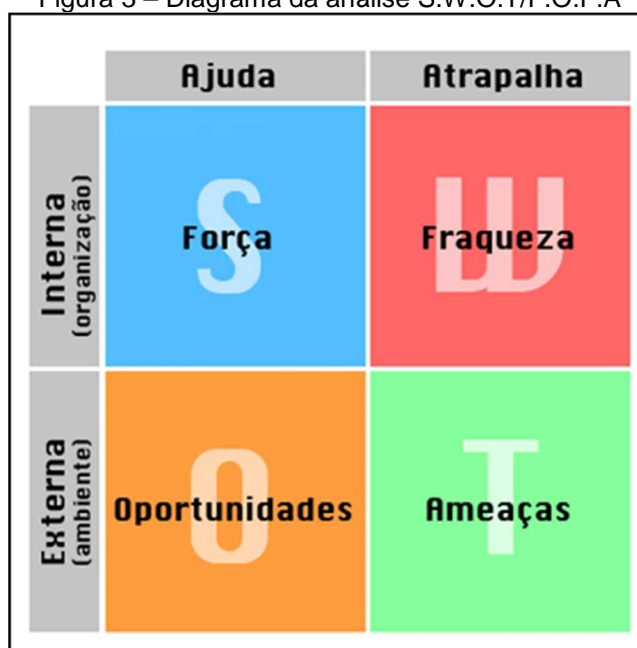 Figura 3 – Diagrama da análise S.W.O.T/F.O.F.A
Ajuda Atrapalha
Interna
(organização)
S
Força
W
Fraqueza
Externa
(ambiente)
O
Oportunidades
T
Ameaças